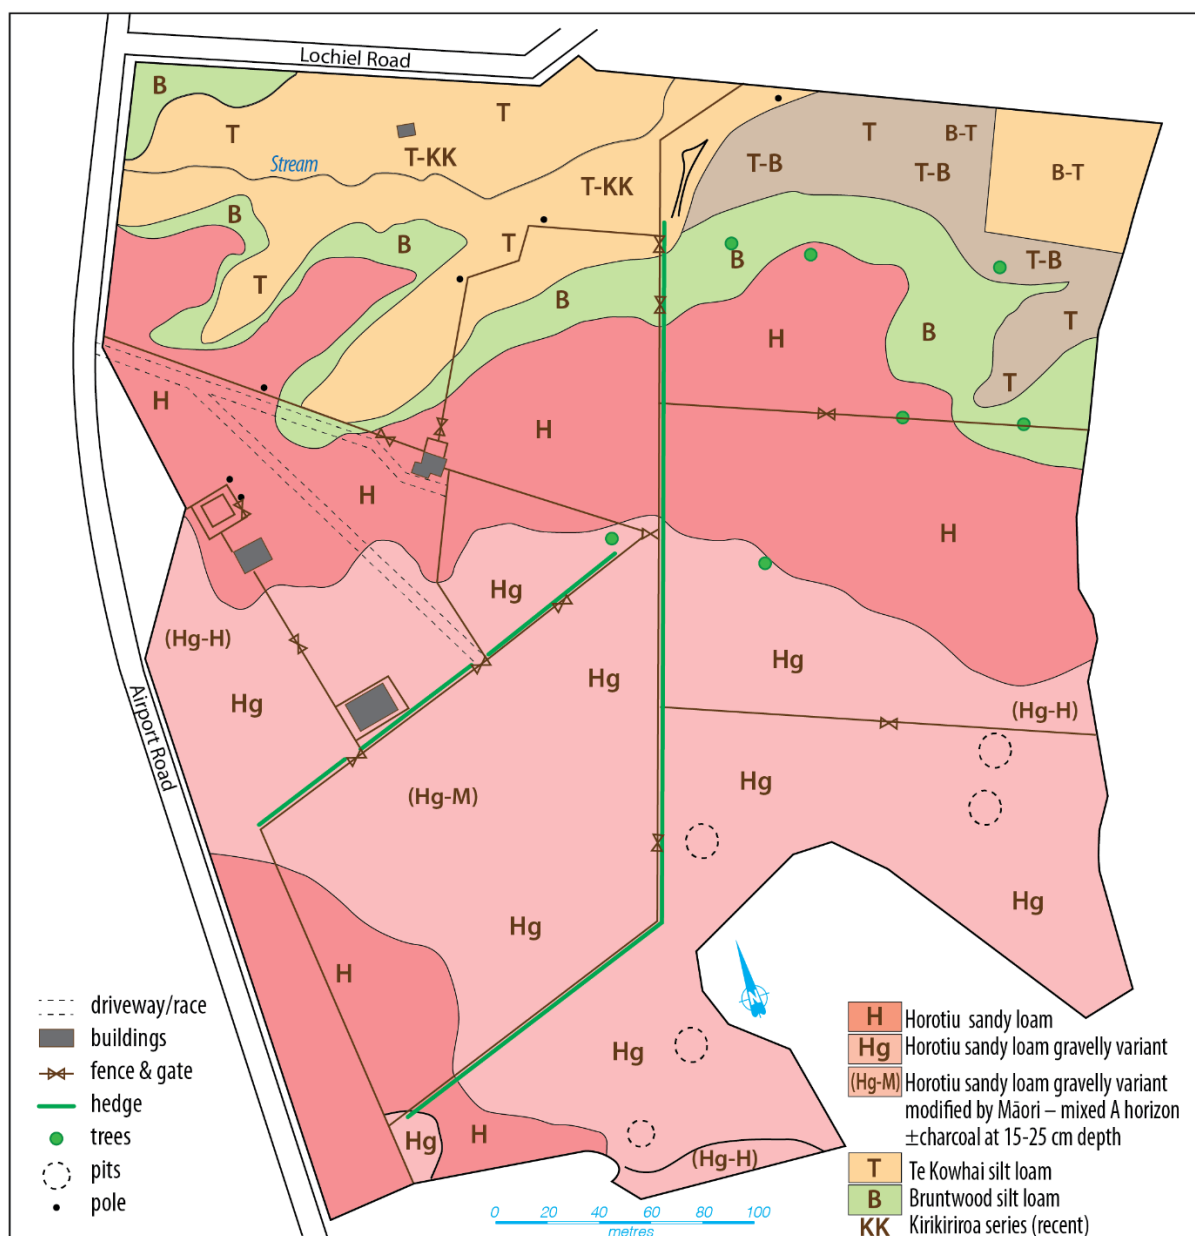 Lochiel Road
B
T
T
T
B-T
Stream
T-KK
T-B
T-B
B-T
T-KK
B
B
T
B
T-B
T
B
H
B
T
T
H
H
H
H
Hg
(Hg-H)
Hg
Hg
Hg
(Hg-H)
Airport Road
Hg
(Hg-M)
Hg
Hg
H
driveway/race
buildings
fence & gate
hedge
trees
pits
pole
Hg
Hg
H
(Hg-H)
0 20 40 60 80 100
metres
H Horotiu sandy loam
Hg Horotiu sandy loam gravelly variant
(Hg-M) Horotiu sandy loam gravelly variant
modified by Māori – mixed A horizon
±charcoal at 15-25 cm depth
T Te Kowhai silt loam
B Bruntwood silt loam
KK Kirikiriroa series (recent)